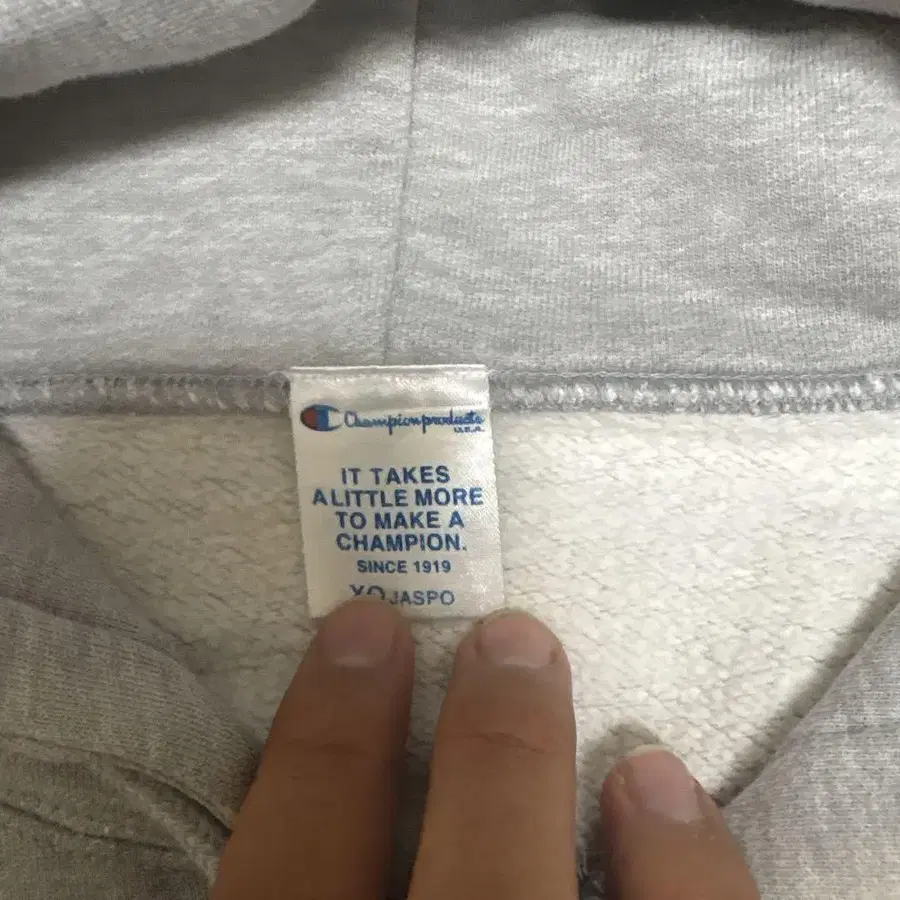 Champion products
U.S.A.
IT TAKES
A LITTLE MORE
TO MAKE A
CHAMPION.
SINCE 1919
XO JASPO